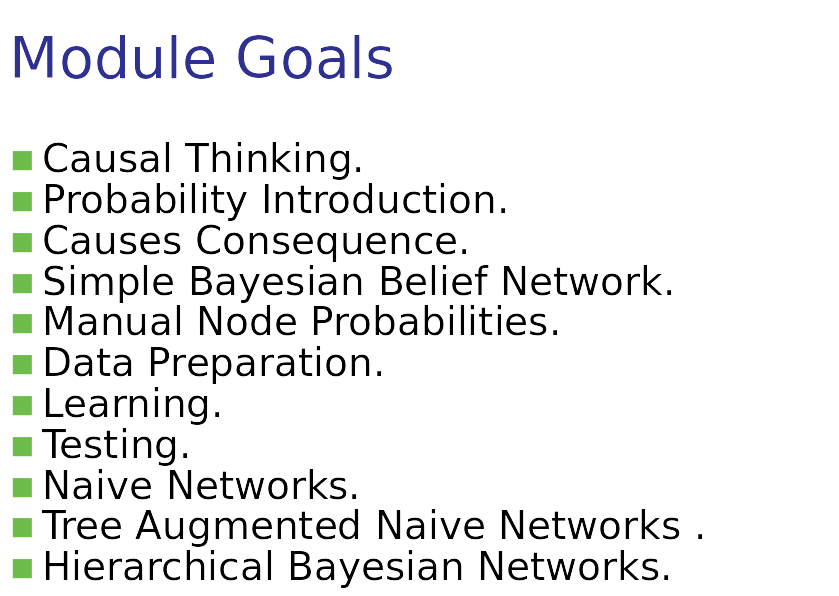 Module Goals
Causal Thinking.
Probability Introduction.
Causes Consequence.
Simple Bayesian Belief Network.
Manual Node Probabilities.
Data Preparation.
Learning.
Testing.
Naive Networks.
Tree Augmented Naive Networks .
Hierarchical Bayesian Networks.